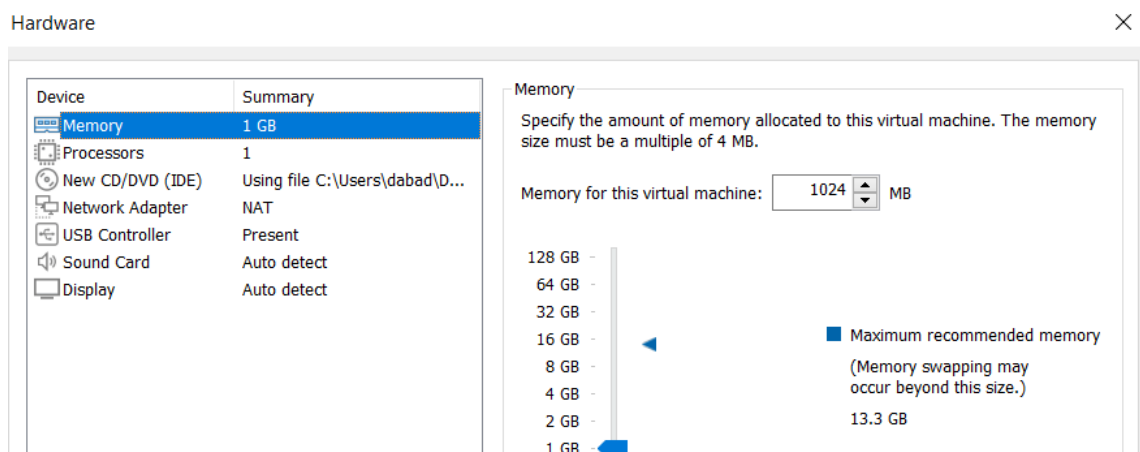 Hardware
Device Summary
Memory 1 GB
Processors 1
New CD/DVD (IDE) Using file C:\Users\dabad\D...
Network Adapter NAT
USB Controller Present
Sound Card Auto detect
Display Auto detect
Memory
Specify the amount of memory allocated to this virtual machine. The memory
size must be a multiple of 4 MB.
Memory for this virtual machine: 1024 MB
128 GB
64 GB
32 GB
16 GB
8 GB
4 GB
2 GB
1 GB
Maximum recommended memory
(Memory swapping may
occur beyond this size.)
13.3 GB